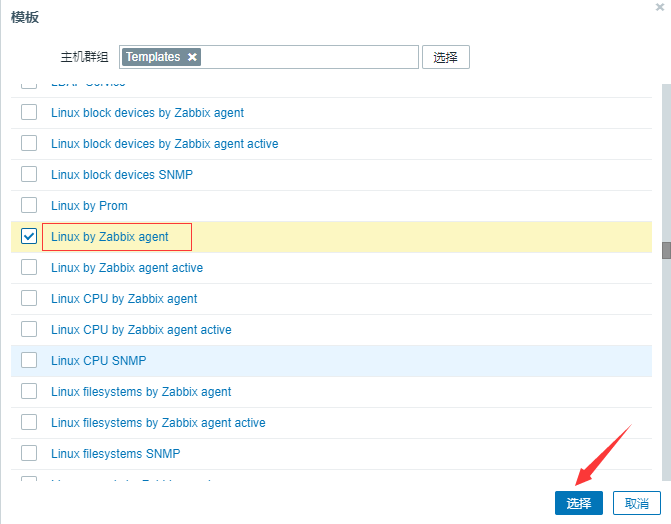 模板
主机群组 Templates 选择
Linux block devices by Zabbix agent
Linux block devices by Zabbix agent active
Linux block devices SNMP
Linux by Prom
Linux by Zabbix agent
Linux by Zabbix agent active
Linux CPU by Zabbix agent
Linux CPU by Zabbix agent active
Linux CPU SNMP
Linux filesystems by Zabbix agent
Linux filesystems by Zabbix agent active
Linux filesystems SNMP
选择 取消